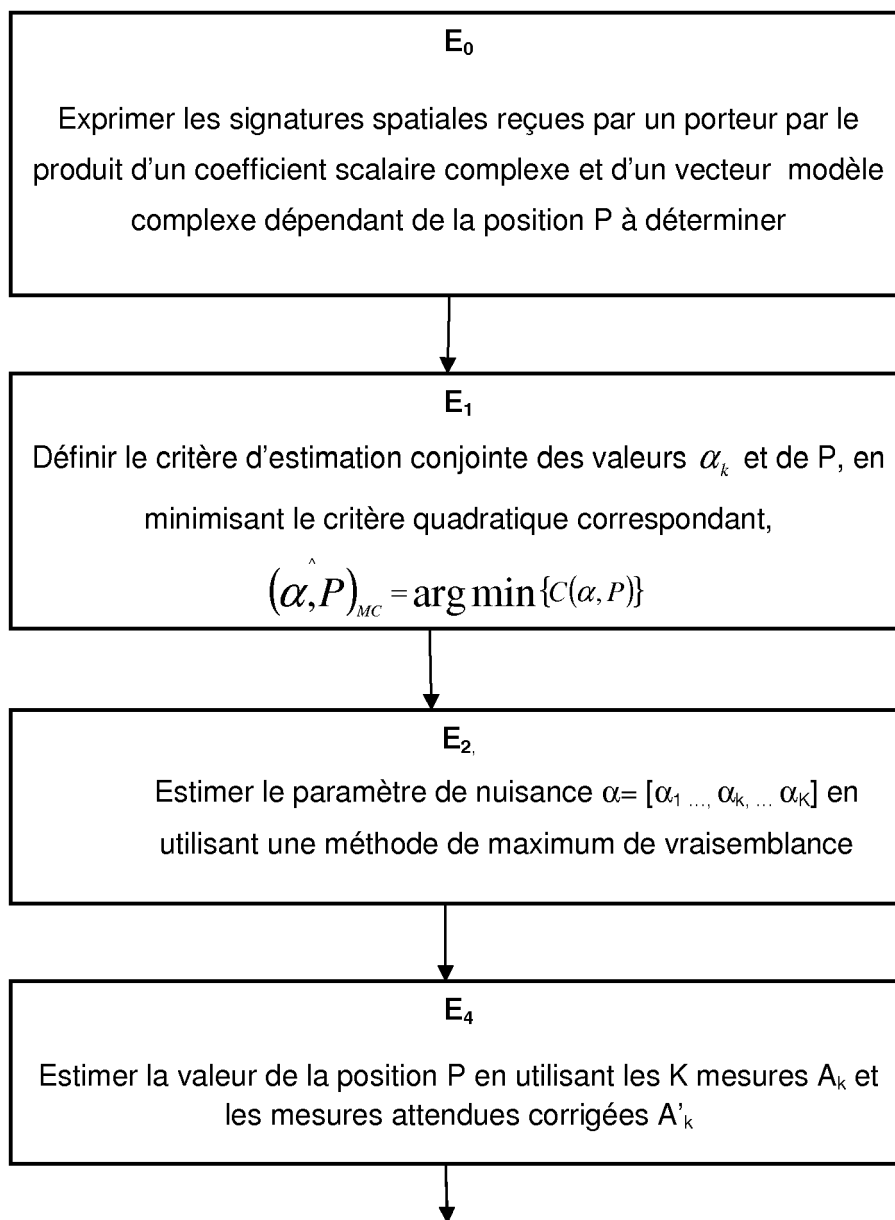 E₀
Exprimer les signatures spatiales reçues par un porteur par le
produit d'un coefficient scalaire complexe et d'un vecteur modèle
complexe dépendant de la position P à déterminer
E₁
Définir le critère d'estimation conjointe des valeurs αₖ et de P, en
minimisant le critère quadratique correspondant,
(α,^P)_MC = arg min {C(α, P)}
E₂,
Estimer le paramètre de nuisance α= [α₁ ..., αₖ, ... α_K] en
utilisant une méthode de maximum de vraisemblance
E₄
Estimer la valeur de la position P en utilisant les K mesures Aₖ et
les mesures attendues corrigées A'ₖ